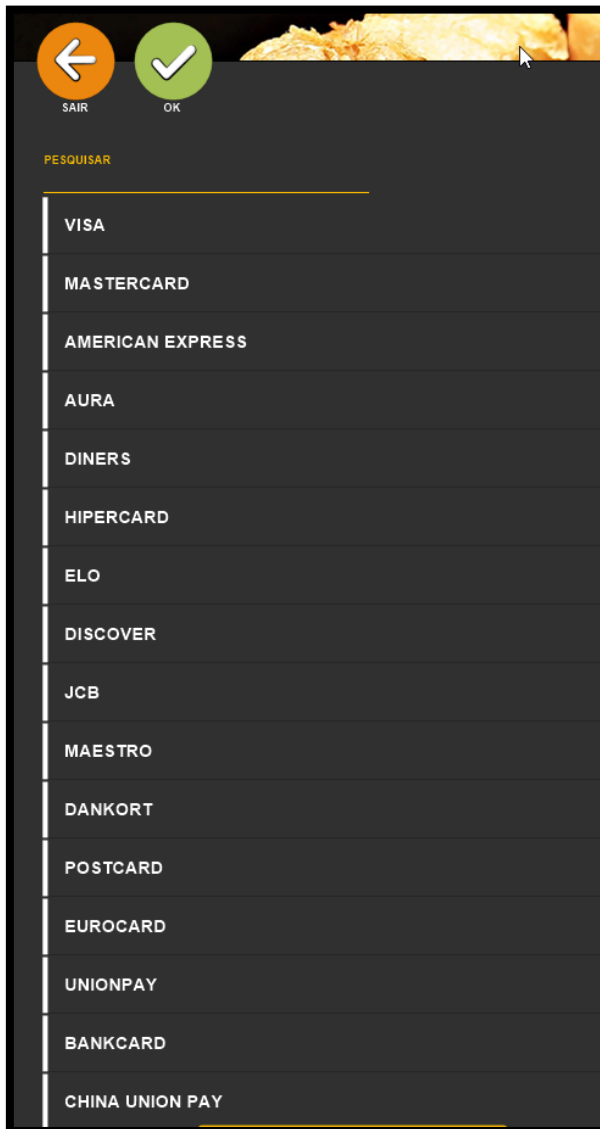 SAIR
OK
PESQUISAR
VISA
MASTERCARD
AMERICAN EXPRESS
AURA
DINERS
HIPERCARD
ELO
DISCOVER
JCB
MAESTRO
DANKORT
POSTCARD
EUROCARD
UNIONPAY
BANKCARD
CHINA UNION PAY